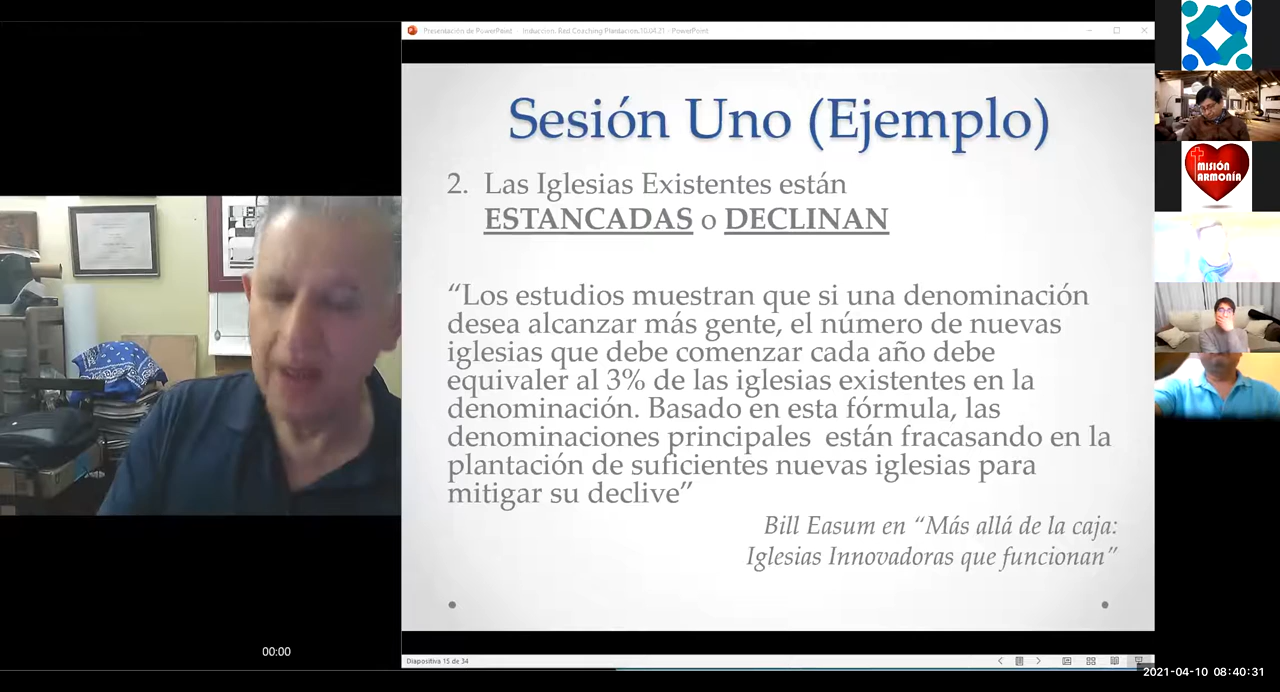 Presentación de PowerPoint - Induccion. Red Coaching Plantacion.10.04.21 - PowerPoint
Sesión Uno (Ejemplo)
2. Las Iglesias Existentes están
ESTANCADAS o DECLINAN
“Los estudios muestran que si una denominación
desea alcanzar más gente, el número de nuevas
iglesias que debe comenzar cada año debe
equivaler al 3% de las iglesias existentes en la
denominación. Basado en esta fórmula, las
denominaciones principales están fracasando en la
plantación de suficientes nuevas iglesias para
mitigar su declive”
Bill Easum en “Más allá de la caja:
Iglesias Innovadoras que funcionan”
MISIÓN
ARMONÍA
00:00
Diapositiva 15 de 34
2021-04-10 08:40:31